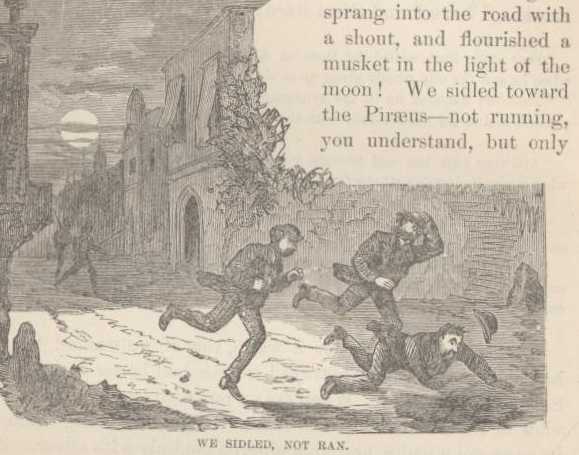 sprang into the road with
a shout, and flourished a
musket in the light of the
moon! We sidled toward
the Piræus—not running,
you understand, but only
WE SIDLED, NOT RAN.